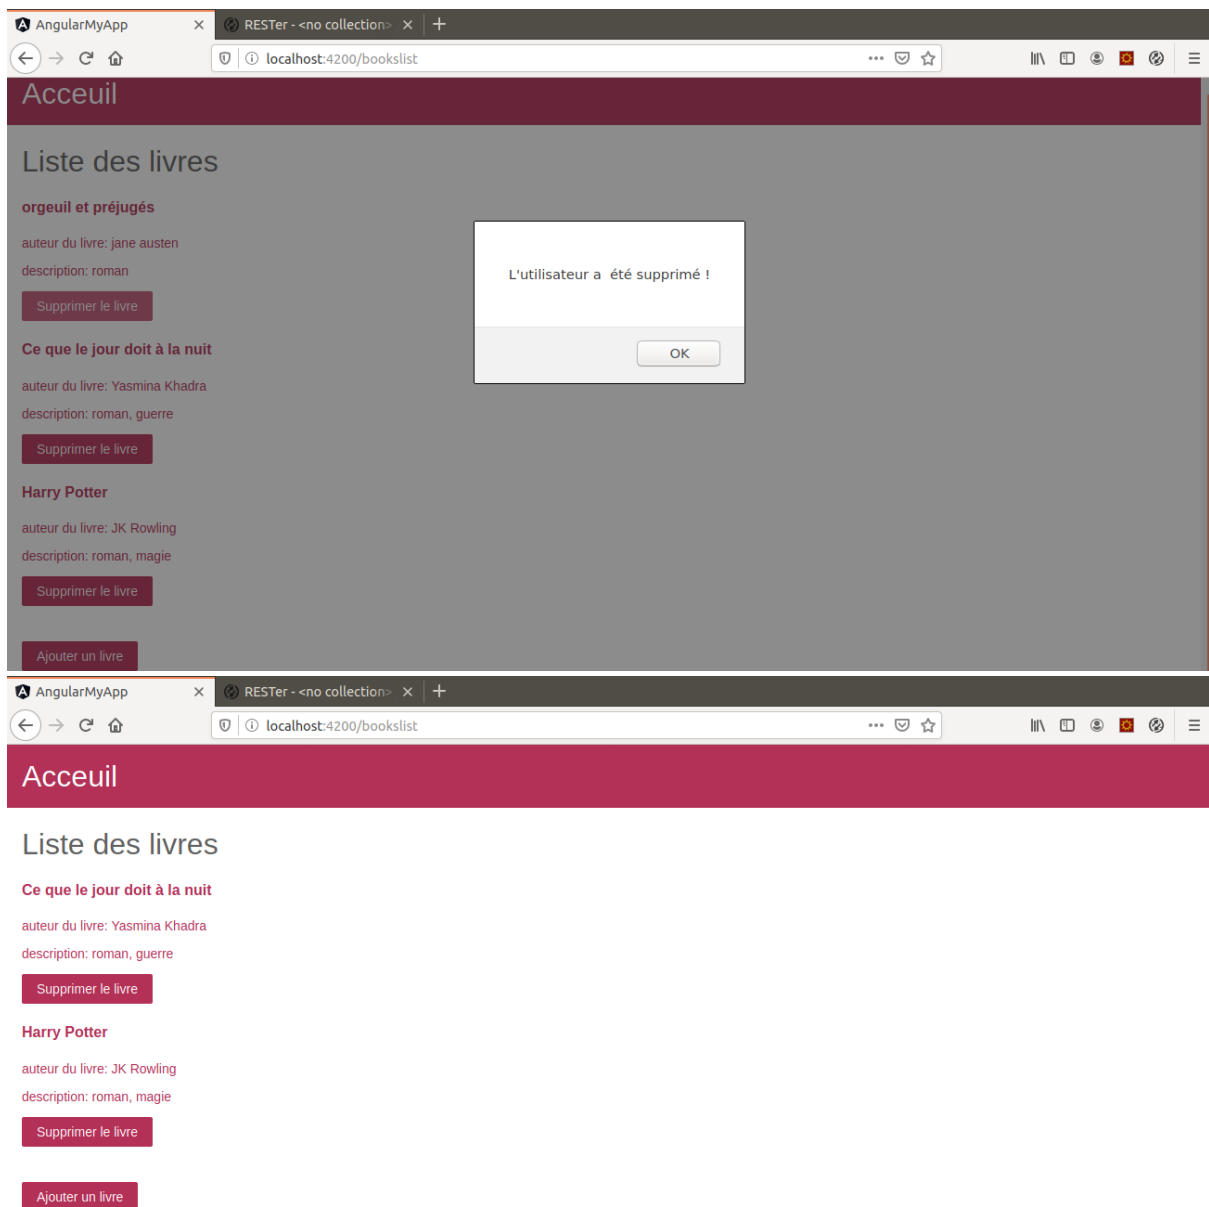 AngularMyApp
RESTer - <no collection>
localhost:4200/bookslist
Acceuil
Liste des livres
orgeuil et préjugés
auteur du livre: jane austen
description: roman
Supprimer le livre
Ce que le jour doit à la nuit
auteur du livre: Yasmina Khadra
description: roman, guerre
Supprimer le livre
Harry Potter
auteur du livre: JK Rowling
description: roman, magie
Supprimer le livre
Ajouter un livre
L'utilisateur a  été supprimé !
OK
AngularMyApp
RESTer - <no collection>
localhost:4200/bookslist
Acceuil
Liste des livres
Ce que le jour doit à la nuit
auteur du livre: Yasmina Khadra
description: roman, guerre
Supprimer le livre
Harry Potter
auteur du livre: JK Rowling
description: roman, magie
Supprimer le livre
Ajouter un livre